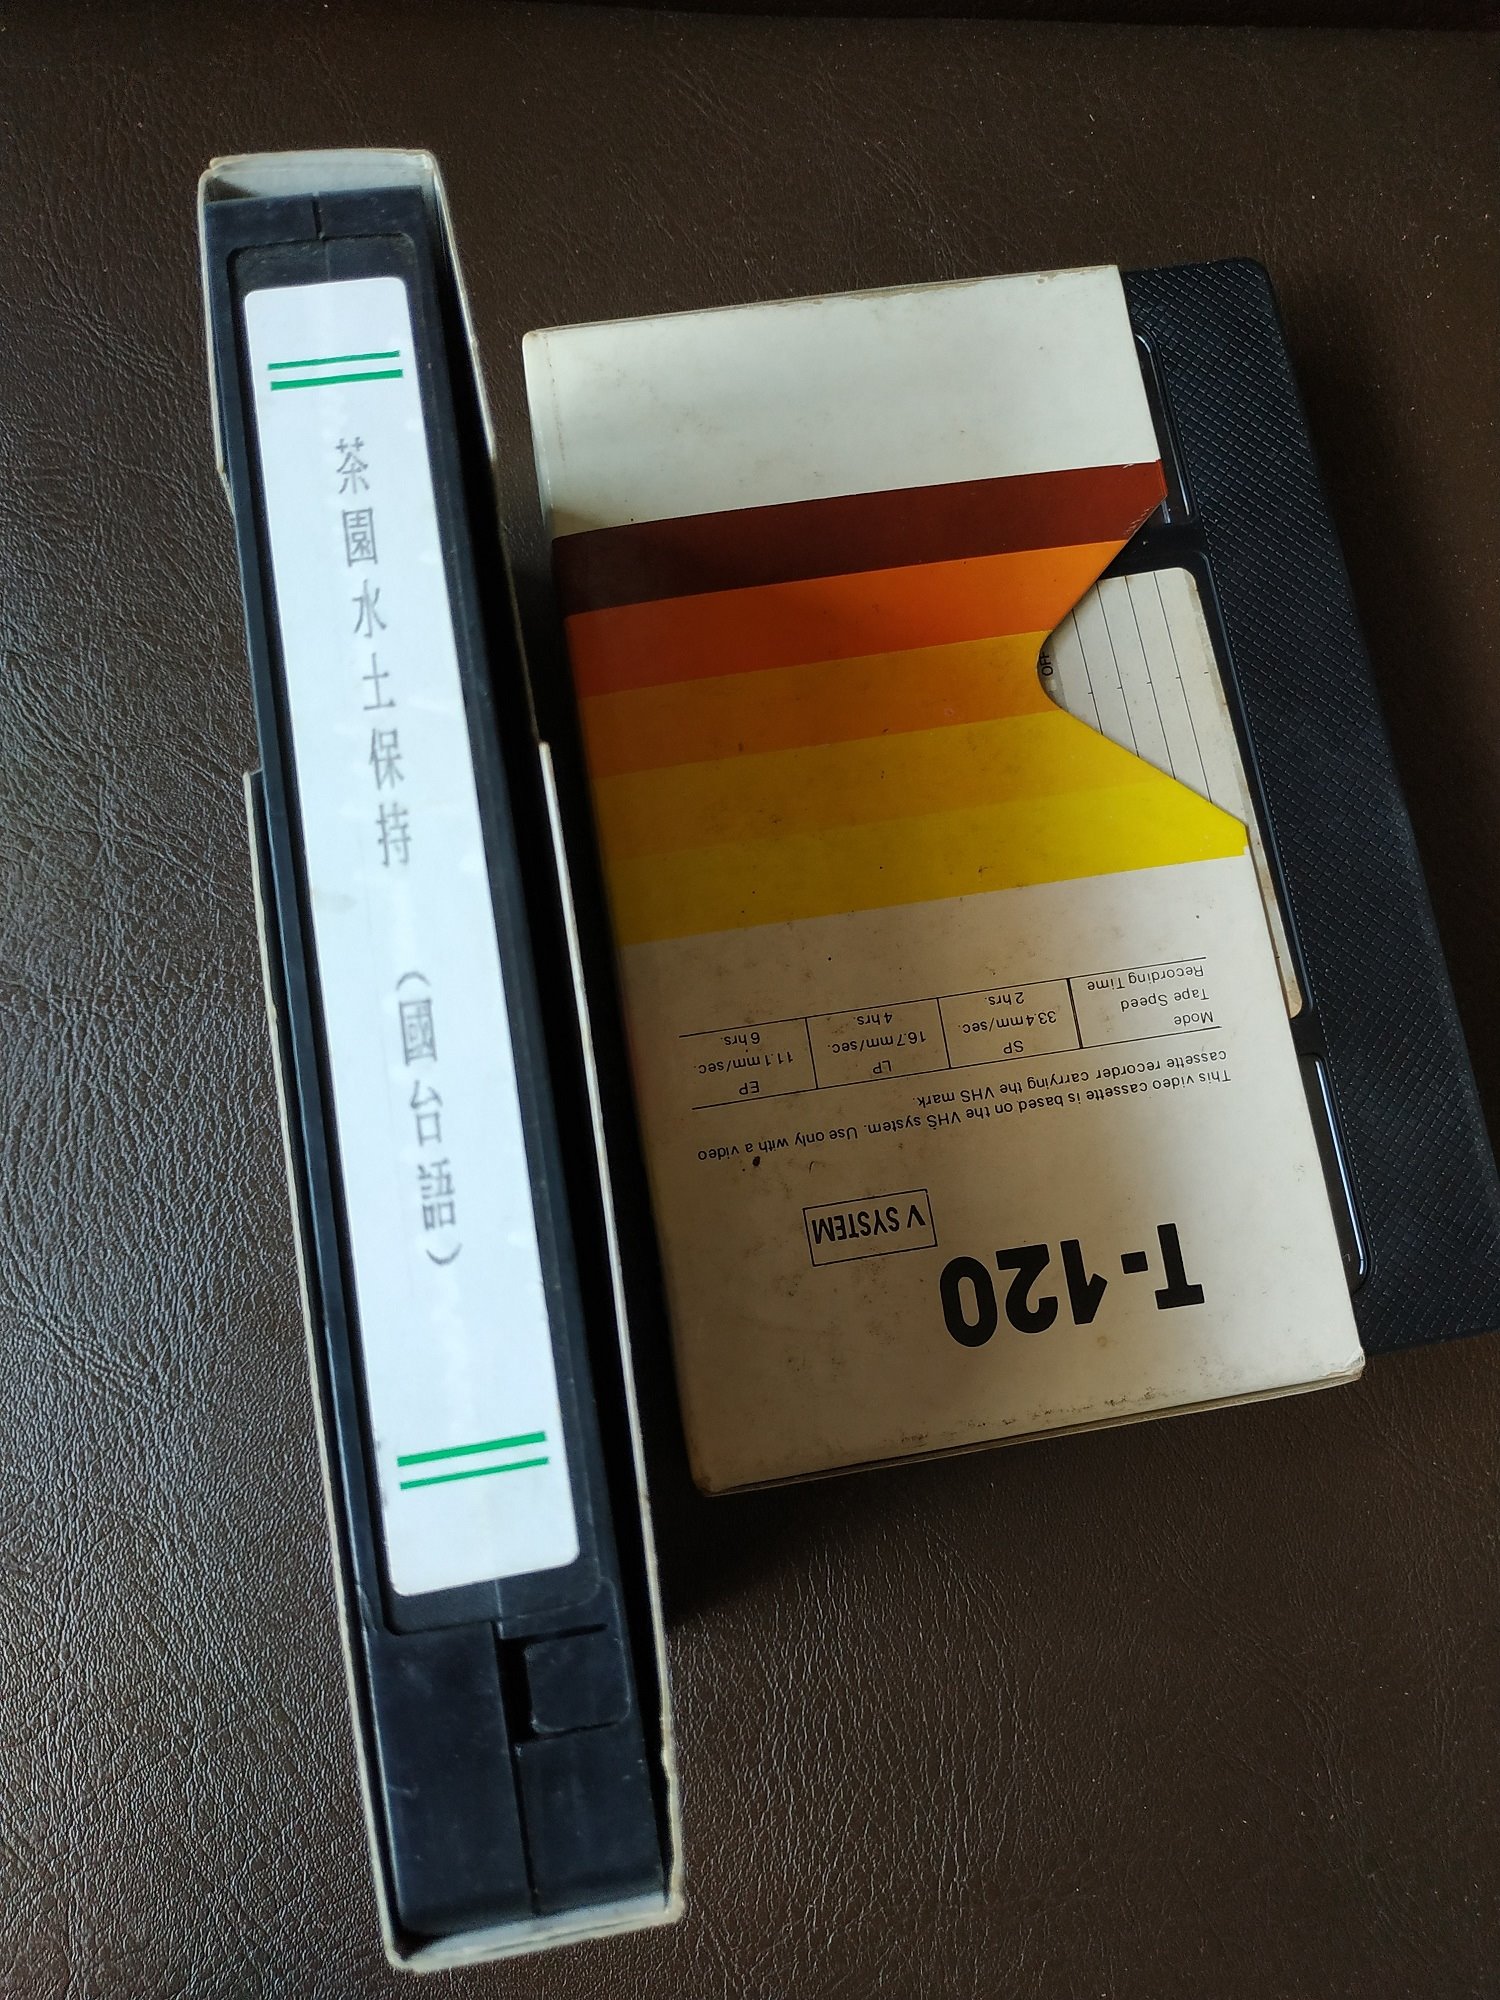 茶園水土保持 （國台語）
T-120
V SYSTEM
This video cassette is based on the VHS system. Use only with a video
cassette recorder carrying the VHS mark.
Mode SP LP EP
Tape Speed 33.4mm/sec. 16.7mm/sec. 11.1mm/sec.
Recording Time 2 hrs. 4 hrs. 6 hrs.
OFF